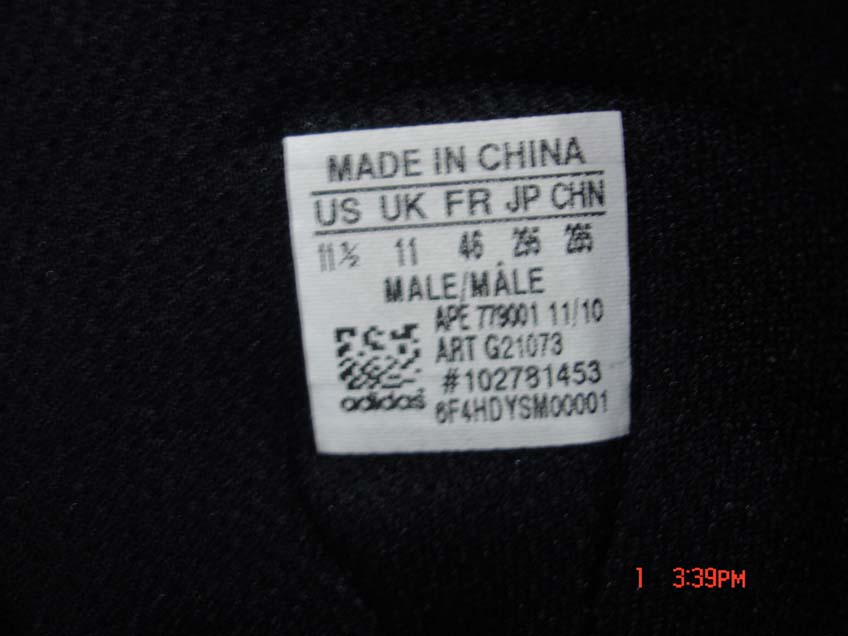 MADE IN CHINA
US UK FR JP CHN
11½ 11 46 295 295
MALE/MÂLE
APE 779001 11/10
ART G21073
#102781453
6F4HDYSM00001
adidas
1 3:39PM